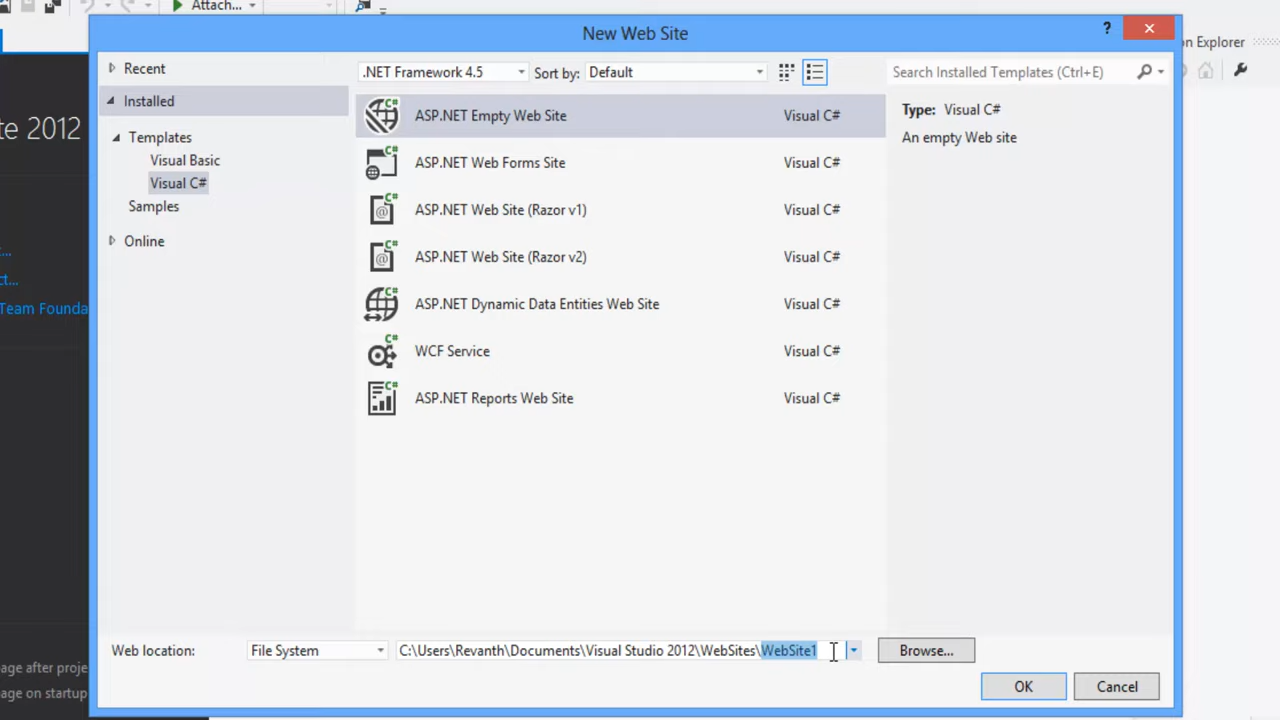 Attach...
New Web Site
?
on Explorer
Recent
.NET Framework 4.5
Sort by:
Default
Search Installed Templates (Ctrl+E)
Installed
Templates
Visual Basic
Visual C#
Samples
Online
ASP.NET Empty Web Site Visual C#
ASP.NET Web Forms Site Visual C#
ASP.NET Web Site (Razor v1) Visual C#
ASP.NET Web Site (Razor v2) Visual C#
ASP.NET Dynamic Data Entities Web Site Visual C#
WCF Service Visual C#
ASP.NET Reports Web Site Visual C#
Type: Visual C#
An empty Web site
te 2012
t...
ct...
Team Founda
age after proje
age on startup
Web location:
File System
C:\Users\Revanth\Documents\Visual Studio 2012\WebSites\WebSite1
Browse...
OK
Cancel